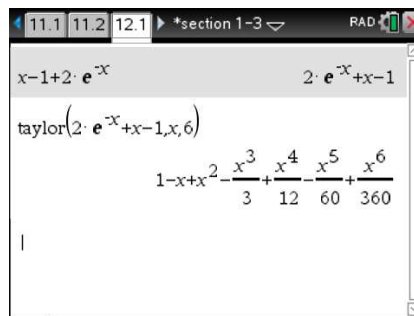 11.1 11.2 12.1 *section 1-3 RAD
x-1+2·e^-x 2·e^-x+x-1
taylor(2·e^-x+x-1,x,6)
1-x+x^2-x^3/3+x^4/12-x^5/60+x^6/360